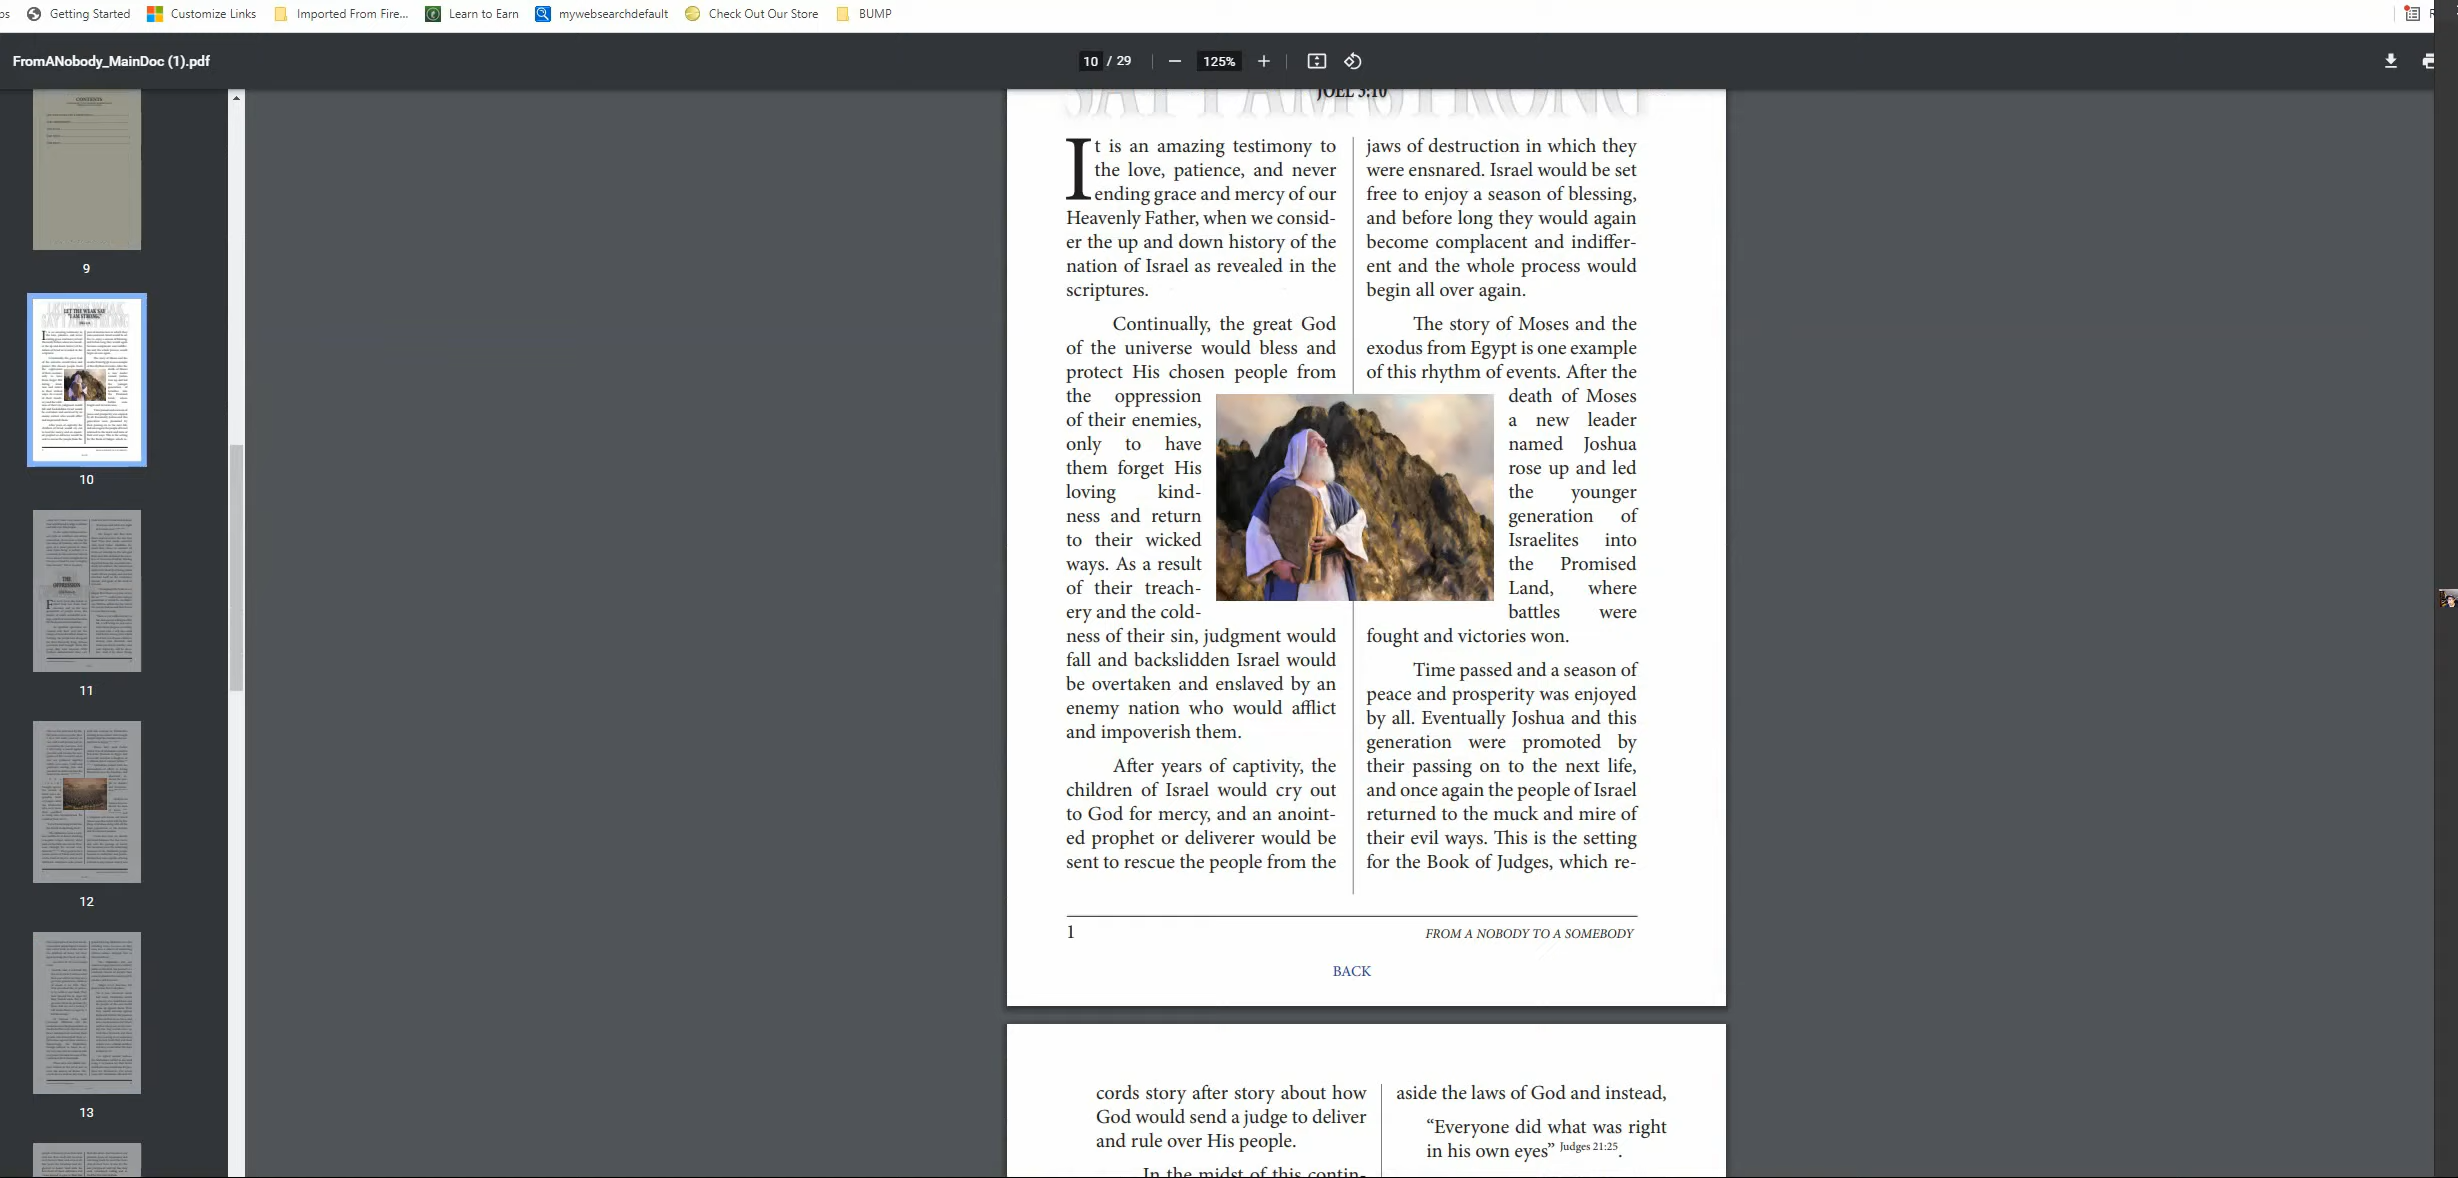 Getting Started
Customize Links
Imported From Fire...
Learn to Earn
mywebsearchdefault
Check Out Our Store
BUMP
FromANobody_MainDoc (1).pdf
10 / 29
125%
CONTENTS
9
LET THE WEAK SAY
"I AM STRONG."
10
THE
OPPRESSION
11
12
13
JOEL 3:10
It is an amazing testimony to
the love, patience, and never
ending grace and mercy of our
Heavenly Father, when we consid-
er the up and down history of the
nation of Israel as revealed in the
scriptures.
Continually, the great God
of the universe would bless and
protect His chosen people from
the oppression
of their enemies,
only to have
them forget His
loving kind-
ness and return
to their wicked
ways. As a result
of their treach-
ery and the cold-
ness of their sin, judgment would
fall and backslidden Israel would
be overtaken and enslaved by an
enemy nation who would afflict
and impoverish them.
After years of captivity, the
children of Israel would cry out
to God for mercy, and an anoint-
ed prophet or deliverer would be
sent to rescue the people from the
jaws of destruction in which they
were ensnared. Israel would be set
free to enjoy a season of blessing,
and before long they would again
become complacent and indiffer-
ent and the whole process would
begin all over again.
The story of Moses and the
exodus from Egypt is one example
of this rhythm of events. After the
death of Moses
a new leader
named Joshua
rose up and led
the younger
generation of
Israelites into
the Promised
Land, where
battles were
fought and victories won.
Time passed and a season of
peace and prosperity was enjoyed
by all. Eventually Joshua and this
generation were promoted by
their passing on to the next life,
and once again the people of Israel
returned to the muck and mire of
their evil ways. This is the setting
for the Book of Judges, which re-
1
FROM A NOBODY TO A SOMEBODY
BACK
cords story after story about how
God would send a judge to deliver
and rule over His people.
In the midst of this contin-
aside the laws of God and instead,
“Everyone did what was right
in his own eyes” Judges 21:25.